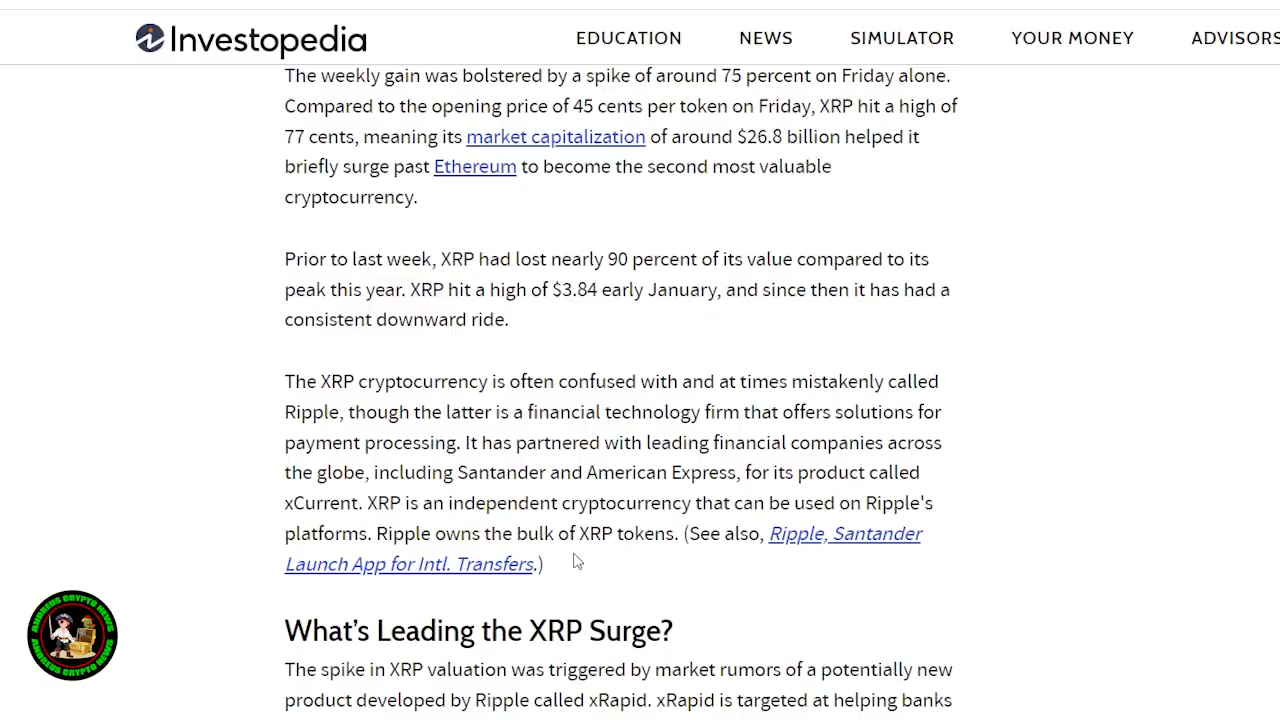 Investopedia
EDUCATION NEWS SIMULATOR YOUR MONEY ADVISORS
The weekly gain was bolstered by a spike of around 75 percent on Friday alone.
Compared to the opening price of 45 cents per token on Friday, XRP hit a high of
77 cents, meaning its market capitalization of around $26.8 billion helped it
briefly surge past Ethereum to become the second most valuable
cryptocurrency.
Prior to last week, XRP had lost nearly 90 percent of its value compared to its
peak this year. XRP hit a high of $3.84 early January, and since then it has had a
consistent downward ride.
The XRP cryptocurrency is often confused with and at times mistakenly called
Ripple, though the latter is a financial technology firm that offers solutions for
payment processing. It has partnered with leading financial companies across
the globe, including Santander and American Express, for its product called
xCurrent. XRP is an independent cryptocurrency that can be used on Ripple's
platforms. Ripple owns the bulk of XRP tokens. (See also, Ripple, Santander
Launch App for Intl. Transfers.)
What's Leading the XRP Surge?
The spike in XRP valuation was triggered by market rumors of a potentially new
product developed by Ripple called xRapid. xRapid is targeted at helping banks
ANDREUS CRYPTO NEWS
ANDREUS CRYPTO NEWS